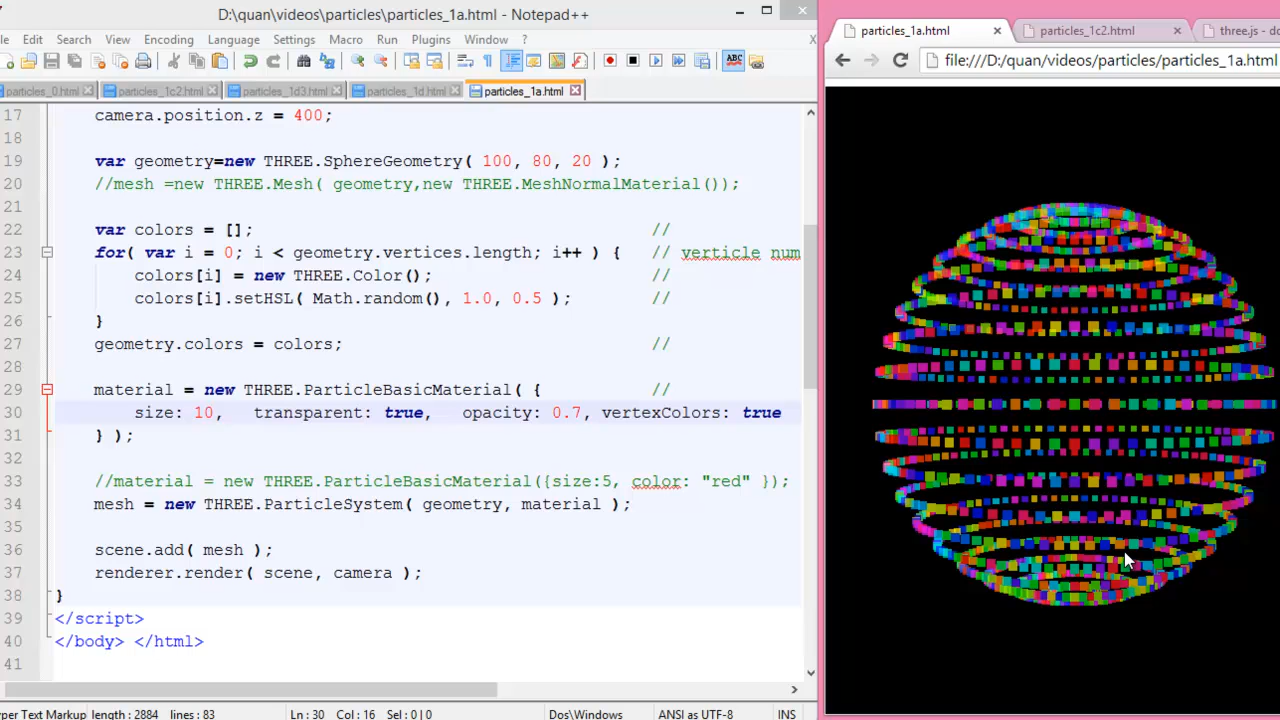 D:\quan\videos\particles\particles_1a.html - Notepad++
Edit Search View Encoding Language Settings Macro Run Plugins Window ?
particles_0.html particles_1c2.html particles_1d3.html particles_1d.html particles_1a.html
17 camera.position.z = 400;
18
19 var geometry=new THREE.SphereGeometry( 100, 80, 20 );
20 //mesh =new THREE.Mesh( geometry,new THREE.MeshNormalMaterial());
21
22 var colors = []; //
23 for( var i = 0; i < geometry.vertices.length; i++ ) { // verticle num
24 colors[i] = new THREE.Color(); //
25 colors[i].setHSL( Math.random(), 1.0, 0.5 ); //
26 }
27 geometry.colors = colors; //
28
29 material = new THREE.ParticleBasicMaterial( { //
30 size: 10, transparent: true, opacity: 0.7, vertexColors: true
31 } );
32
33 //material = new THREE.ParticleBasicMaterial({size:5, color: "red" });
34 mesh = new THREE.ParticleSystem( geometry, material );
35
36 scene.add( mesh );
37 renderer.render( scene, camera );
38 }
39 </script>
40 </body> </html>
41
yper Text Markup length : 2884 lines : 83 Ln : 30 Col : 16 Sel : 0 | 0 Dos\Windows ANSI as UTF-8 INS
particles_1a.html particles_1c2.html three.js - do
file:///D:/quan/videos/particles/particles_1a.html